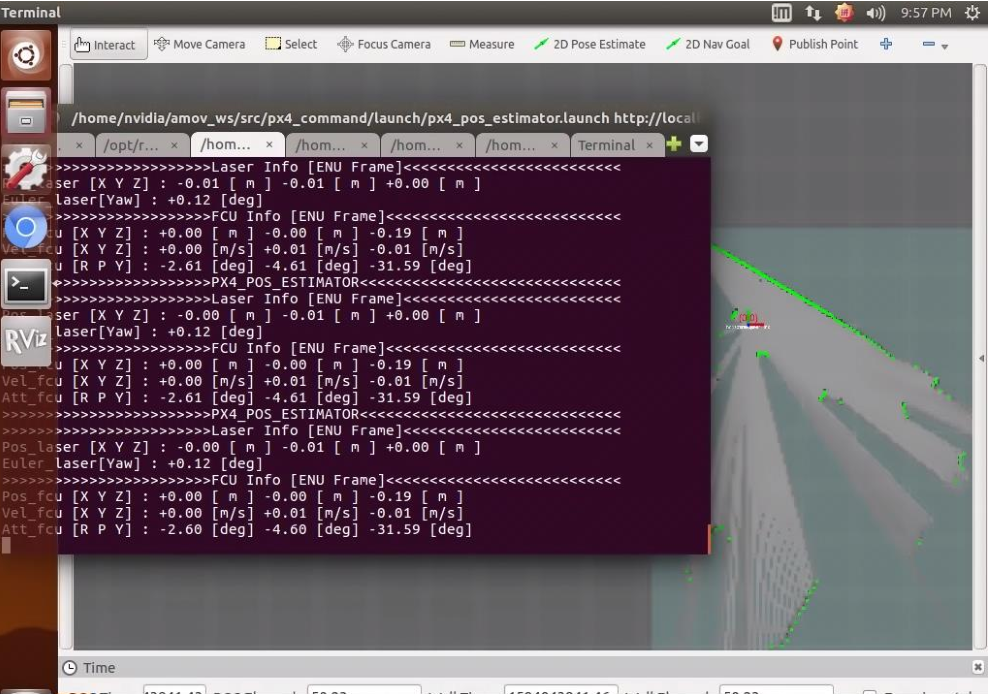 Terminal
9:57 PM
Interact Move Camera Select Focus Camera Measure 2D Pose Estimate 2D Nav Goal Publish Point
/home/nvidia/amov_ws/src/px4_command/launch/px4_pos_estimator.launch http://local
/opt/r... × /hom... × /hom... × /hom... × /hom... × Terminal ×
>>>>>>>>>>>>>>>>>>>>Laser Info [ENU Frame]<<<<<<<<<<<<<<<<<<<<<<<<<<<<
laser [X Y Z] : -0.01 [ m ] -0.01 [ m ] +0.00 [ m ]
Euler_laser[Yaw] : +0.12 [deg]
>>>>>>>>>>>>>>>>>>>>FCU Info [ENU Frame]<<<<<<<<<<<<<<<<<<<<<<<<<<<<<<
u [X Y Z] : +0.00 [ m ] -0.00 [ m ] -0.19 [ m ]
Vel_fcu [X Y Z] : +0.00 [m/s] +0.01 [m/s] -0.01 [m/s]
u [R P Y] : -2.61 [deg] -4.61 [deg] -31.59 [deg]
>>>>>>>>>>>>>>>>>>>>PX4_POS_ESTIMATOR<<<<<<<<<<<<<<<<<<<<<<<<<<<<<<<<<
>>>>>>>>>>>>>>>>>>>>Laser Info [ENU Frame]<<<<<<<<<<<<<<<<<<<<<<<<<<<<
Pos_laser [X Y Z] : -0.00 [ m ] -0.01 [ m ] +0.00 [ m ]
laser[Yaw] : +0.12 [deg]
>>>>>>>>>>>>>>>>>>>>FCU Info [ENU Frame]<<<<<<<<<<<<<<<<<<<<<<<<<<<<<<
Pos_fcu [X Y Z] : +0.00 [ m ] -0.00 [ m ] -0.19 [ m ]
Vel_fcu [X Y Z] : +0.00 [m/s] +0.01 [m/s] -0.01 [m/s]
Att_fcu [R P Y] : -2.61 [deg] -4.61 [deg] -31.59 [deg]
>>>>>>>>>>>>>>>>>>>>>>>>>PX4_POS_ESTIMATOR<<<<<<<<<<<<<<<<<<<<<<<<<<<<<<<<<
>>>>>>>>>>>>>>>>>>>>>>>>>Laser Info [ENU Frame]<<<<<<<<<<<<<<<<<<<<<<<<<<<<
Pos_laser [X Y Z] : -0.00 [ m ] -0.01 [ m ] +0.00 [ m ]
Euler_laser[Yaw] : +0.12 [deg]
>>>>>>>>>>>>>>>>>>>>>>>>>FCU Info [ENU Frame]<<<<<<<<<<<<<<<<<<<<<<<<<<<<<<
Pos_fcu [X Y Z] : +0.00 [ m ] -0.00 [ m ] -0.19 [ m ]
Vel_fcu [X Y Z] : +0.00 [m/s] +0.01 [m/s] -0.01 [m/s]
Att_fcu [R P Y] : -2.60 [deg] -4.60 [deg] -31.59 [deg]
RViz
Time